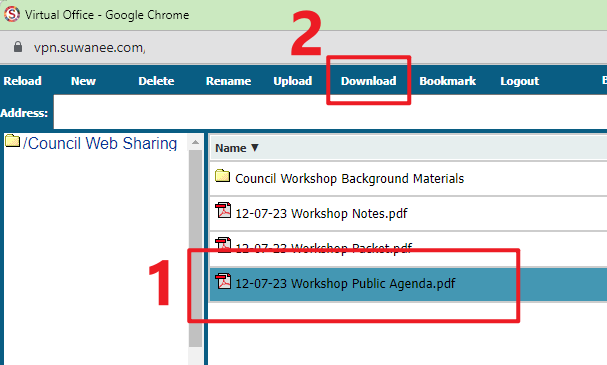 Virtual Office - Google Chrome
vpn.suwanee.com,
2
Reload New Delete Rename Upload Download Bookmark Logout B
Address:
/Council Web Sharing
Name ▼
Council Workshop Background Materials
12-07-23 Workshop Notes.pdf
12-07-23 Workshop Packet.pdf
1
12-07-23 Workshop Public Agenda.pdf